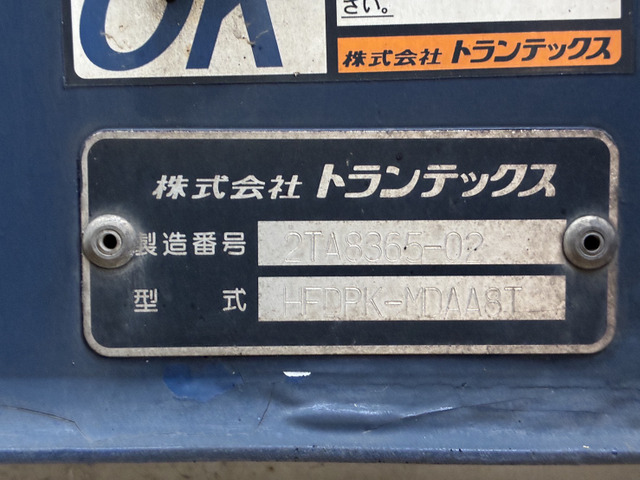 OK
さい。
株式会社 トランテックス
株式会社 トランテックス
製造番号 2TA8365-02
型 式 HFDPK-MDAA8T